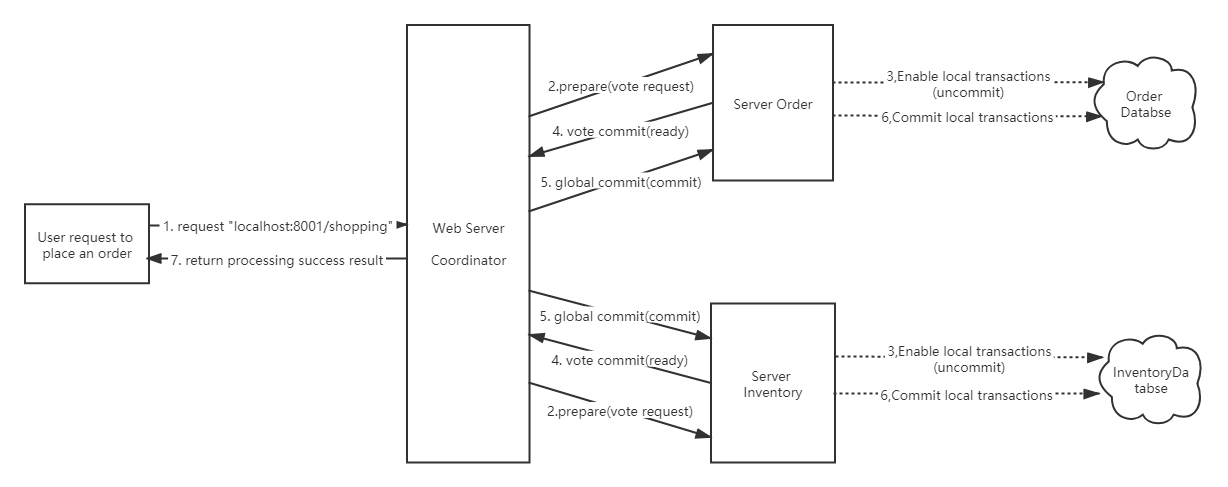 User request to
place an order
1. request "localhost:8001/shopping"
7. return processing success result
Web Server
Coordinator
2.prepare(vote request)
4. vote commit(ready)
5. global commit(commit)
Server Order
3,Enable local transactions
(uncommit)
6,Commit local transactions
Order
Databse
5. global commit(commit)
4. vote commit(ready)
2.prepare(vote request)
Server
Inventory
3,Enable local transactions
(uncommit)
6,Commit local transactions
InventoryDa
tabse